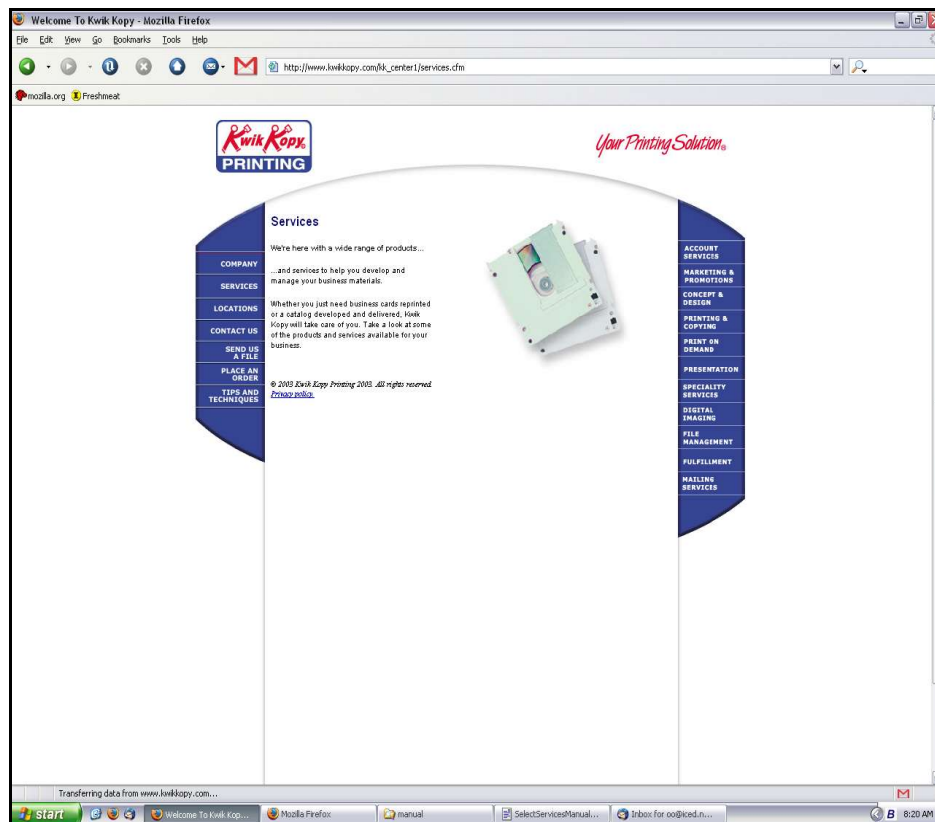 Welcome To Kwik Kopy - Mozilla Firefox
File Edit View Go Bookmarks Tools Help
http://www.kwikkopy.com/kk_center1/services.cfm
mozilla.org Freshmeat
Kwik Kopy
PRINTING
Your Printing Solution®
COMPANY
SERVICES
LOCATIONS
CONTACT US
SEND US
A FILE
PLACE AN
ORDER
TIPS AND
TECHNIQUES
Services
We're here with a wide range of products...
...and services to help you develop and
manage your business materials.
Whether you just need business cards reprinted
or a catalog developed and delivered, Kwik
Kopy will take care of you. Take a look at some
of the products and services available for your
business.
© 2003 Kwik Kopy Printing 2003. All rights reserved.
Privacy policy.
ACCOUNT
SERVICES
MARKETING &
PROMOTIONS
CONCEPT &
DESIGN
PRINTING &
COPYING
PRINT ON
DEMAND
PRESENTATION
SPECIALITY
SERVICES
DIGITAL
IMAGING
FILE
MANAGEMENT
FULFILLMENT
MAILING
SERVICES
Transferring data from www.kwikkopy.com...
start Welcome To Kwik Kop... Mozilla Firefox manual SelectServicesManual... Inbox for oo@iced.n... B 8:20 AM